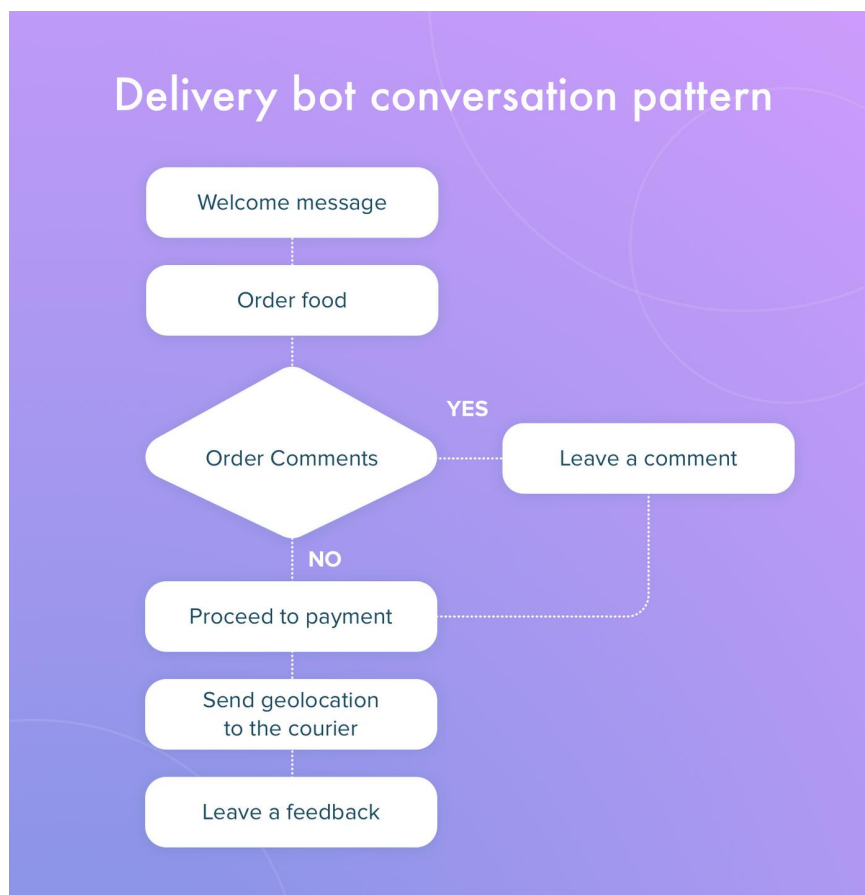 Delivery bot conversation pattern
Welcome message
Order food
YES
Order Comments
Leave a comment
NO
Proceed to payment
Send geolocation
to the courier
Leave a feedback